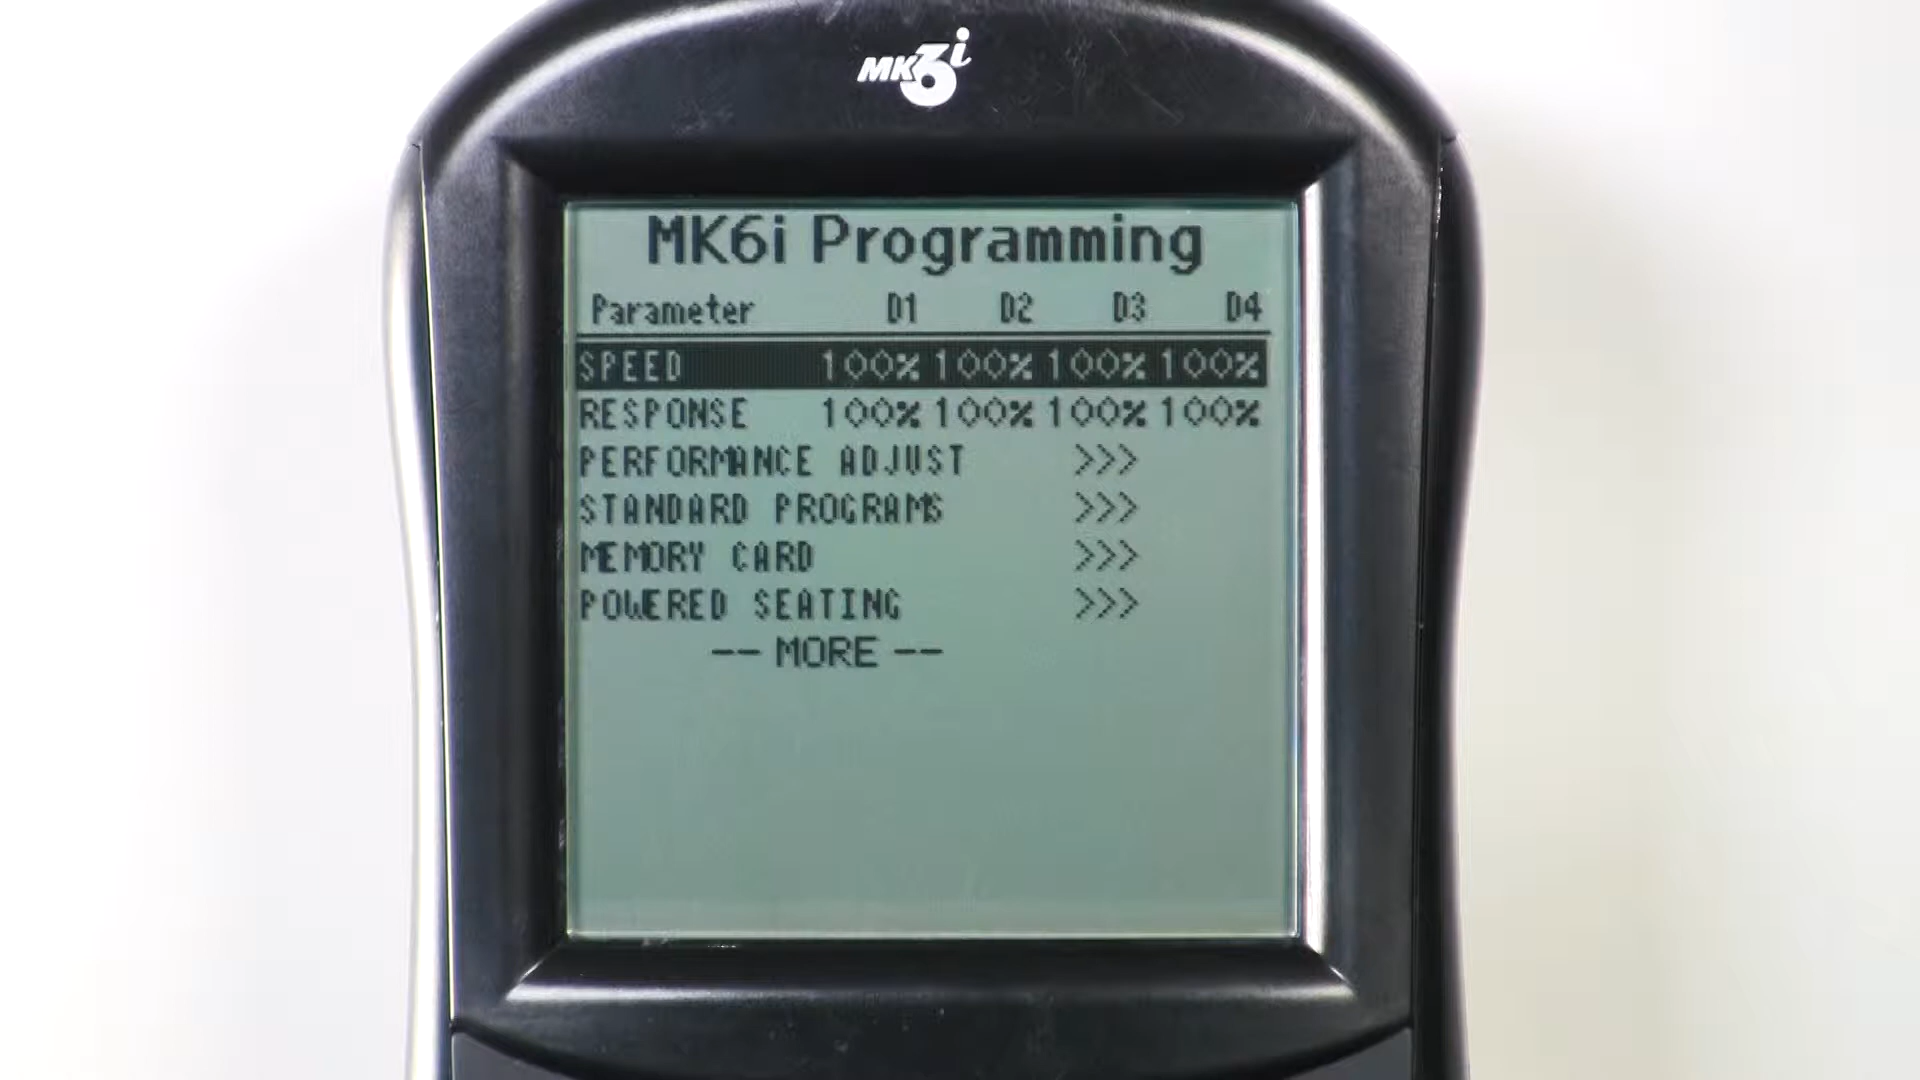 MK6i
MK6i Programming
Parameter D1 D2 D3 D4
SPEED 100% 100% 100% 100%
RESPONSE 100% 100% 100% 100%
PERFORMANCE ADJUST >>>
STANDARD PROGRAMS >>>
MEMORY CARD >>>
POWERED SEATING >>>
-- MORE --